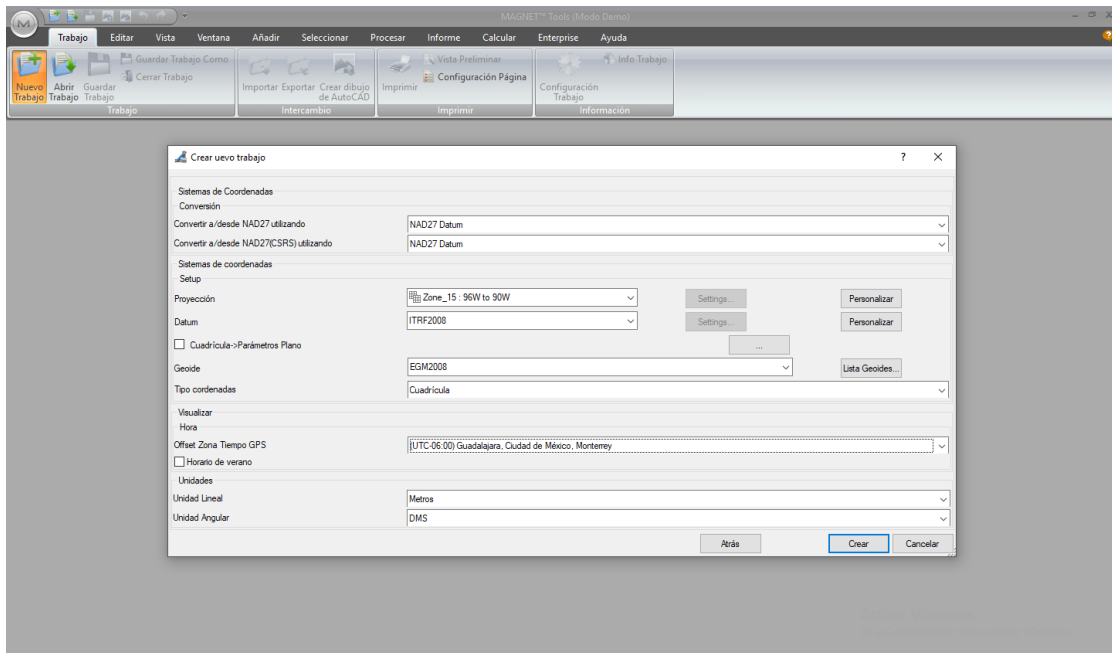 MAGNET™ Tools (Modo Demo)
Trabajo Editar Vista Ventana Añadir Seleccionar Procesar Informe Calcular Enterprise Ayuda
Nuevo Trabajo
Abrir Trabajo
Guardar Trabajo
Guardar Trabajo Como
Cerrar Trabajo
Trabajo
Importar
Exportar
Crear dibujo de AutoCAD
Intercambio
Imprimir
Vista Preliminar
Configuración Página
Imprimir
Configuración Trabajo
Info Trabajo
Información
Crear uevo trabajo ?
Sistemas de Coordenadas
Conversión
Convertir a/desde NAD27 utilizando NAD27 Datum
Convertir a/desde NAD27(CSRS) utilizando NAD27 Datum
Sistemas de coordenadas
Setup
Proyección Zone_15 : 96W to 90W Settings... Personalizar
Datum ITRF2008 Settings... Personalizar
Cuadrícula->Parámetros Plano ...
Geoide EGM2008 Lista Geoides...
Tipo cordenadas Cuadrícula
Visualizar
Hora
Offset Zona Tiempo GPS (UTC-06:00) Guadalajara, Ciudad de México, Monterrey
Horario de verano
Unidades
Unidad Lineal Metros
Unidad Angular DMS
Atrás Crear Cancelar